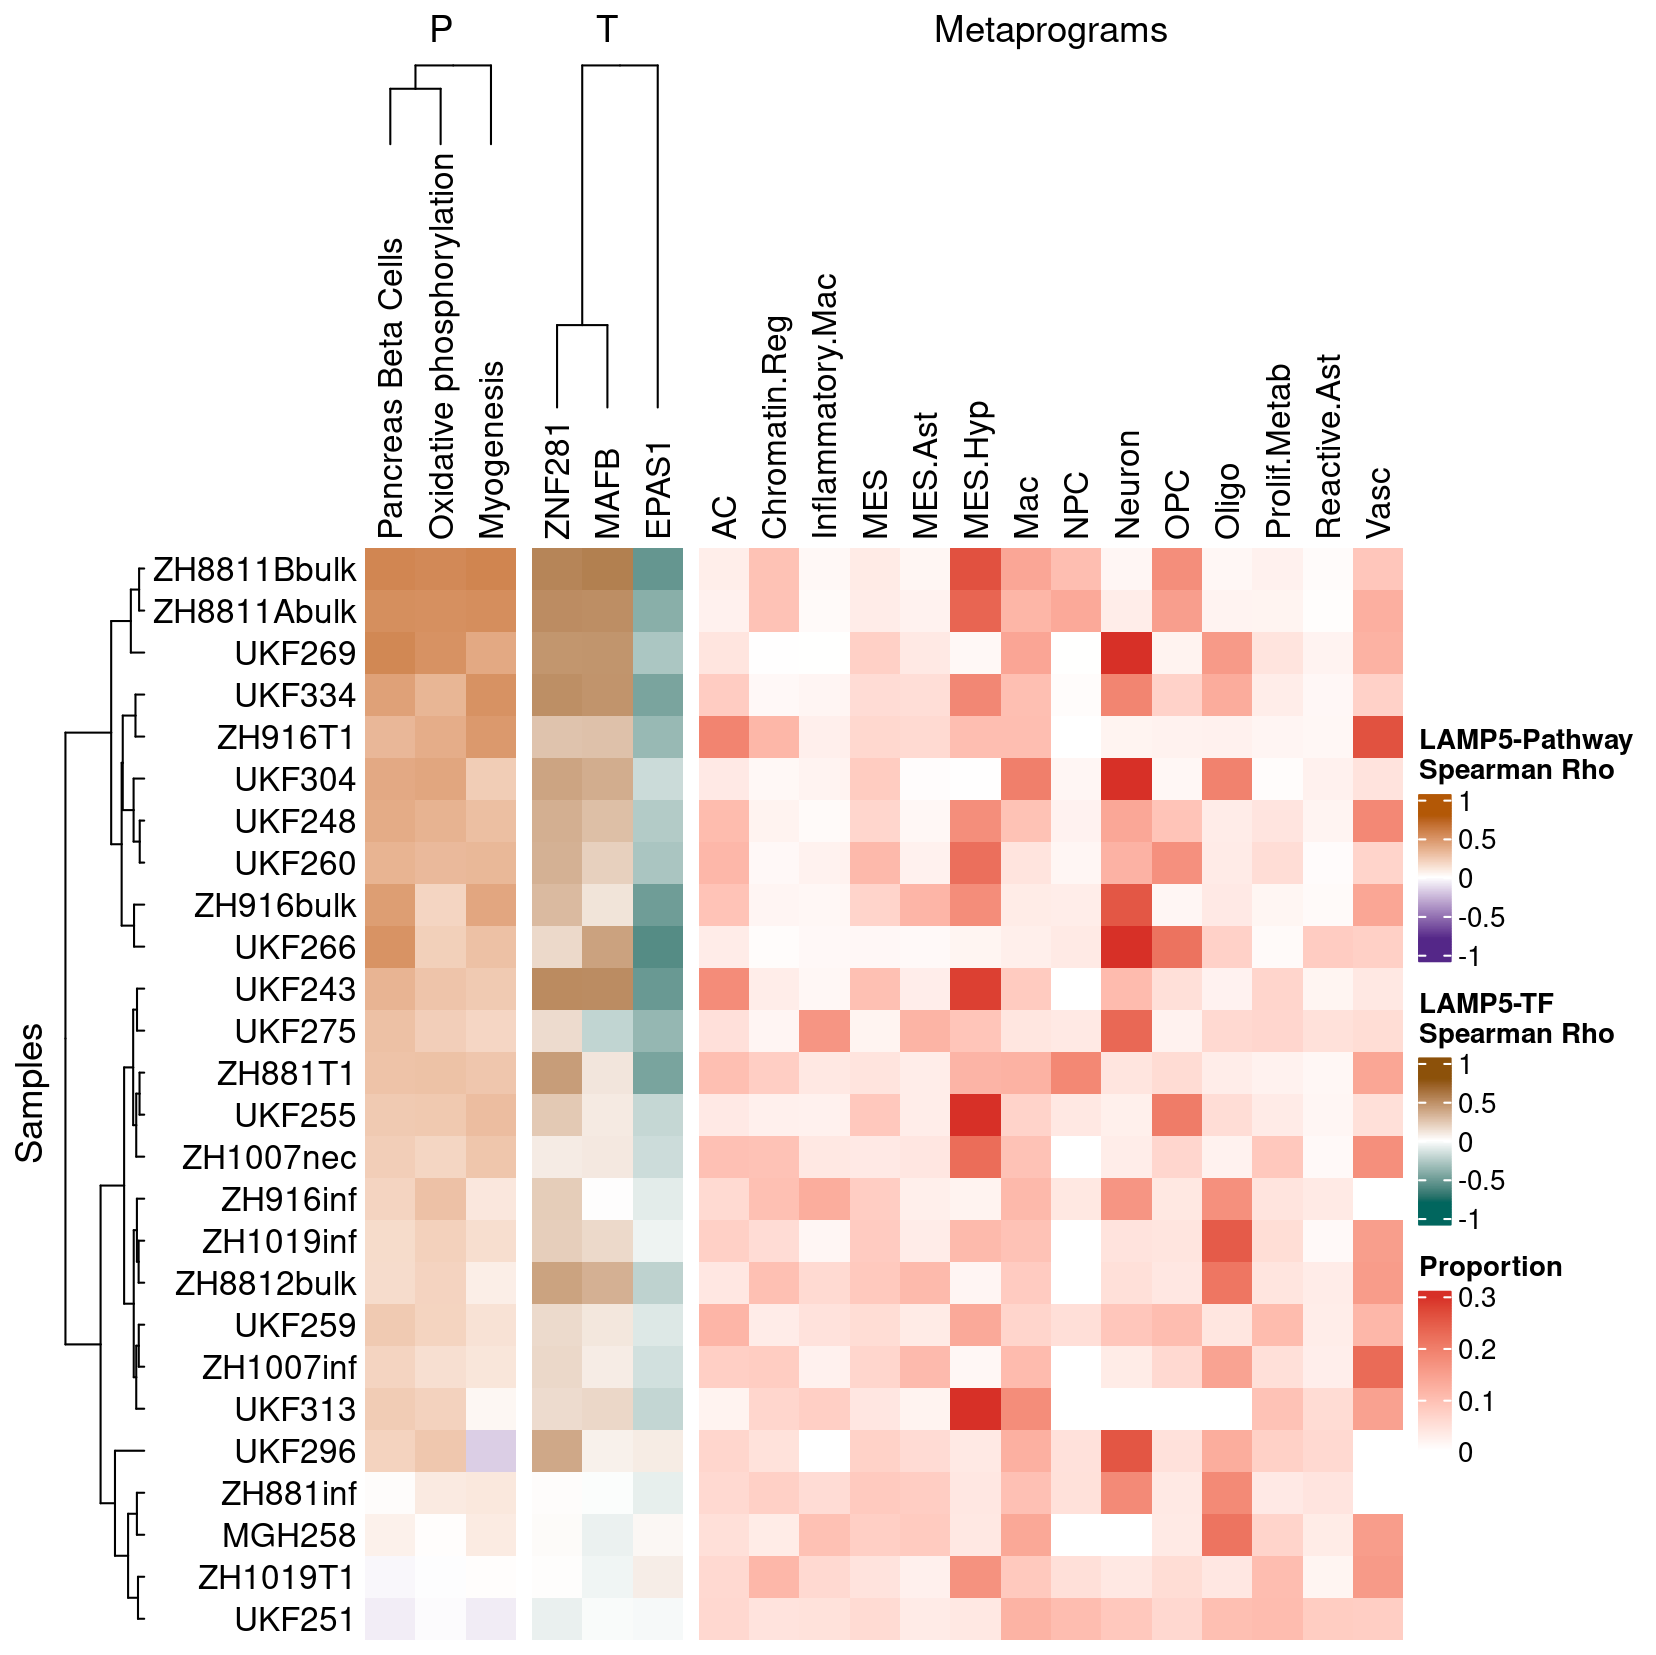 P T Metaprograms
Pancreas Beta Cells
Oxidative phosphorylation
Myogenesis
ZNF281
MAFB
EPAS1
AC
Chromatin.Reg
Inflammatory.Mac
MES
MES.Ast
MES.Hyp
Mac
NPC
Neuron
OPC
Oligo
Prolif.Metab
Reactive.Ast
Vasc
Samples
ZH8811Bbulk
ZH8811Abulk
UKF269
UKF334
ZH916T1
UKF304
UKF248
UKF260
ZH916bulk
UKF266
UKF243
UKF275
ZH881T1
UKF255
ZH1007nec
ZH916inf
ZH1019inf
ZH8812bulk
UKF259
ZH1007inf
UKF313
UKF296
ZH881inf
MGH258
ZH1019T1
UKF251
LAMP5-Pathway
Spearman Rho
1
0.5
0
-0.5
-1
LAMP5-TF
Spearman Rho
1
0.5
0
-0.5
-1
Proportion
0.3
0.2
0.1
0